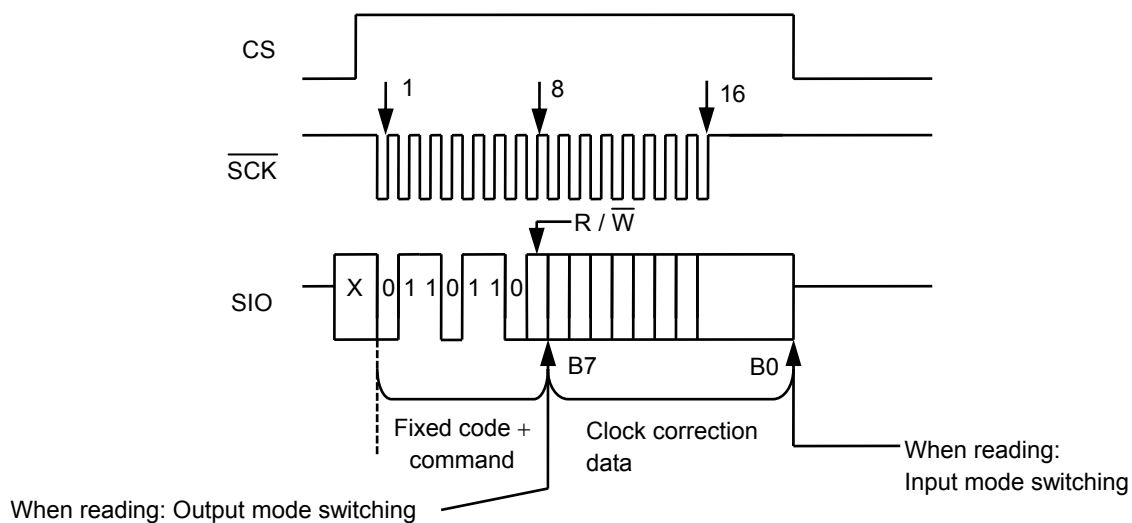 CS
1
8
16
SCK
R / W
SIO
X 0 1 1 0 1 1 0
B7
B0
Fixed code +
command
Clock correction
data
When reading:
Input mode switching
When reading: Output mode switching